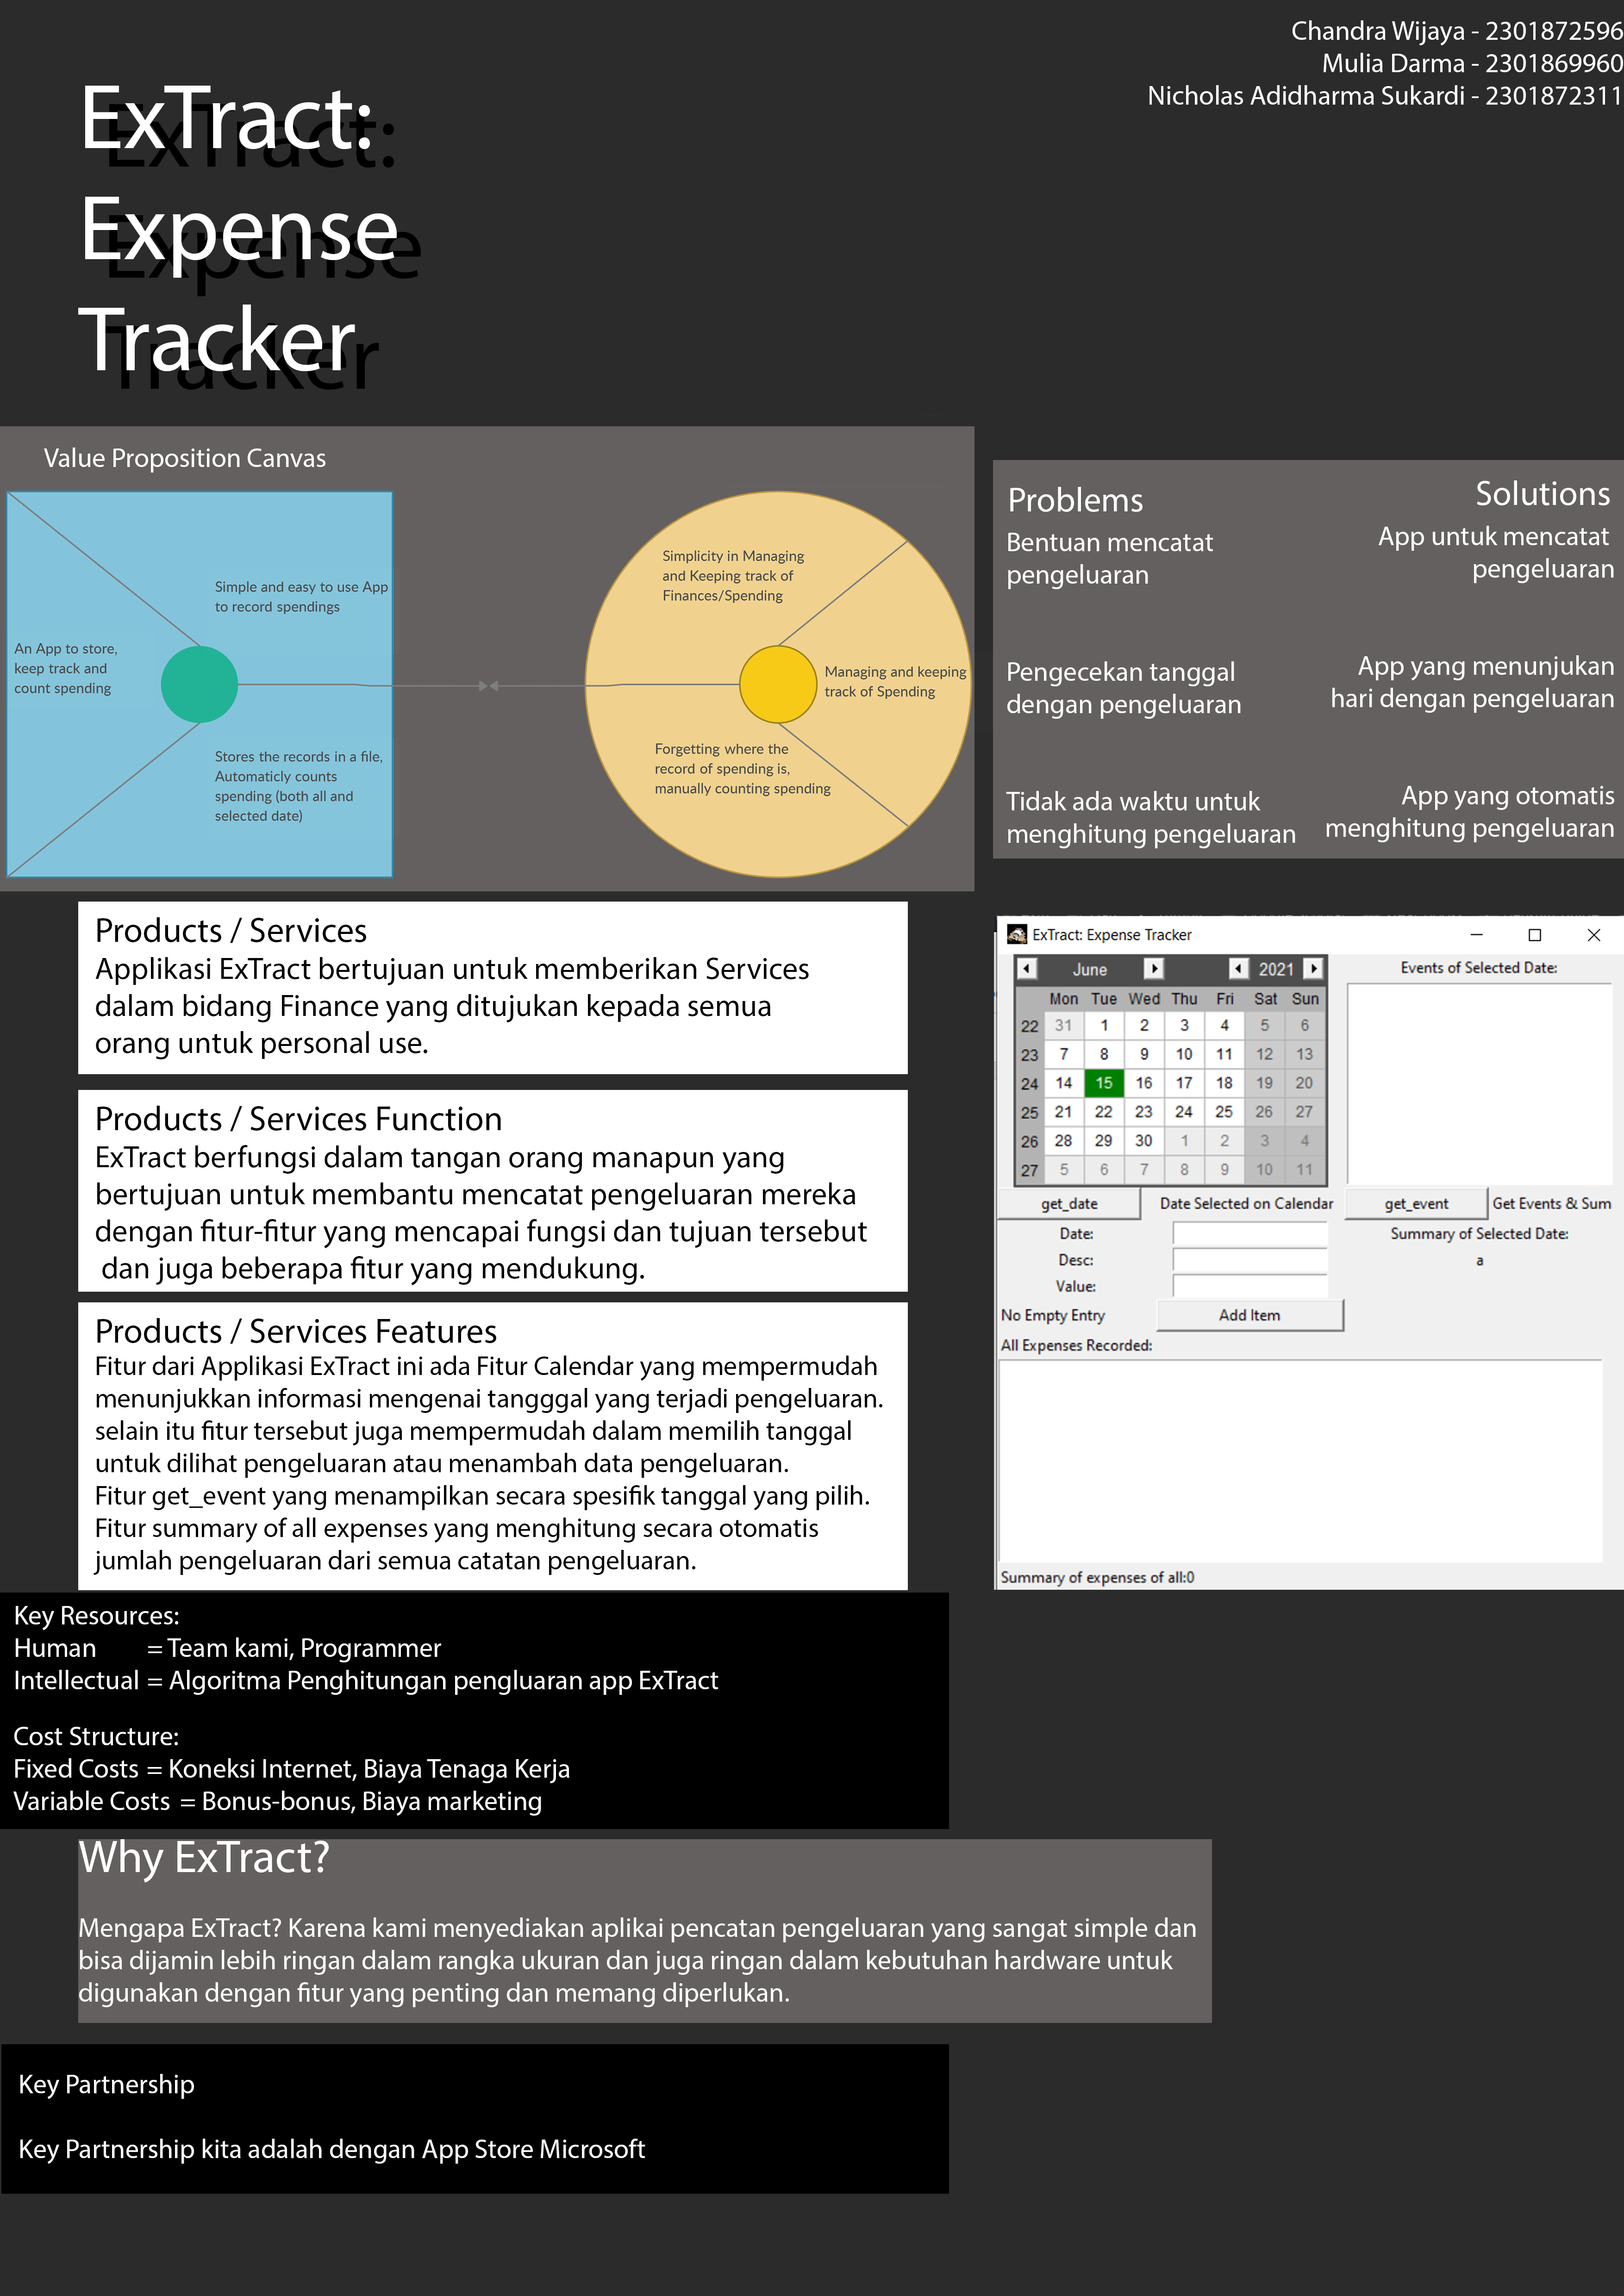 Chandra Wijaya - 2301872596
Mulia Darma - 2301869960
Nicholas Adidharma Sukardi - 2301872311
ExTract:
Expense
Tracker
Value Proposition Canvas
Simple and easy to use App
to record spendings
An App to store,
keep track and
count spending
Stores the records in a file,
Automaticly counts
spending (both all and
selected date)
Simplicity in Managing
and Keeping track of
Finances/Spending
Managing and keeping
track of Spending
Forgetting where the
record of spending is,
manually counting spending
Problems
Bentuan mencatat
pengeluaran
Pengecekan tanggal
dengan pengeluaran
Tidak ada waktu untuk
menghitung pengeluaran
Solutions
App untuk mencatat
pengeluaran
App yang menunjukan
hari dengan pengeluaran
App yang otomatis
menghitung pengeluaran
Products / Services
Applikasi ExTract bertujuan untuk memberikan Services
dalam bidang Finance yang ditujukan kepada semua
orang untuk personal use.
Products / Services Function
ExTract berfungsi dalam tangan orang manapun yang
bertujuan untuk membantu mencatat pengeluaran mereka
dengan fitur-fitur yang mencapai fungsi dan tujuan tersebut
dan juga beberapa fitur yang mendukung.
Products / Services Features
Fitur dari Applikasi ExTract ini ada Fitur Calendar yang mempermudah
menunjukkan informasi mengenai tangggal yang terjadi pengeluaran.
selain itu fitur tersebut juga mempermudah dalam memilih tanggal
untuk dilihat pengeluaran atau menambah data pengeluaran.
Fitur get_event yang menampilkan secara spesifik tanggal yang pilih.
Fitur summary of all expenses yang menghitung secara otomatis
jumlah pengeluaran dari semua catatan pengeluaran.
ExTract: Expense Tracker
June 2021
Mon Tue Wed Thu Fri Sat Sun
22 31 1 2 3 4 5 6
23 7 8 9 10 11 12 13
24 14 15 16 17 18 19 20
25 21 22 23 24 25 26 27
26 28 29 30 1 2 3 4
27 5 6 7 8 9 10 11
Events of Selected Date:
get_date Date Selected on Calendar get_event Get Events & Sum
Date: Summary of Selected Date:
Desc: a
Value:
No Empty Entry Add Item
All Expenses Recorded:
Summary of expenses of all:0
Key Resources:
Human = Team kami, Programmer
Intellectual = Algoritma Penghitungan pengluaran app ExTract
Cost Structure:
Fixed Costs = Koneksi Internet, Biaya Tenaga Kerja
Variable Costs = Bonus-bonus, Biaya marketing
Why ExTract?
Mengapa ExTract? Karena kami menyediakan aplikai pencatan pengeluaran yang sangat simple dan
bisa dijamin lebih ringan dalam rangka ukuran dan juga ringan dalam kebutuhan hardware untuk
digunakan dengan fitur yang penting dan memang diperlukan.
Key Partnership
Key Partnership kita adalah dengan App Store Microsoft